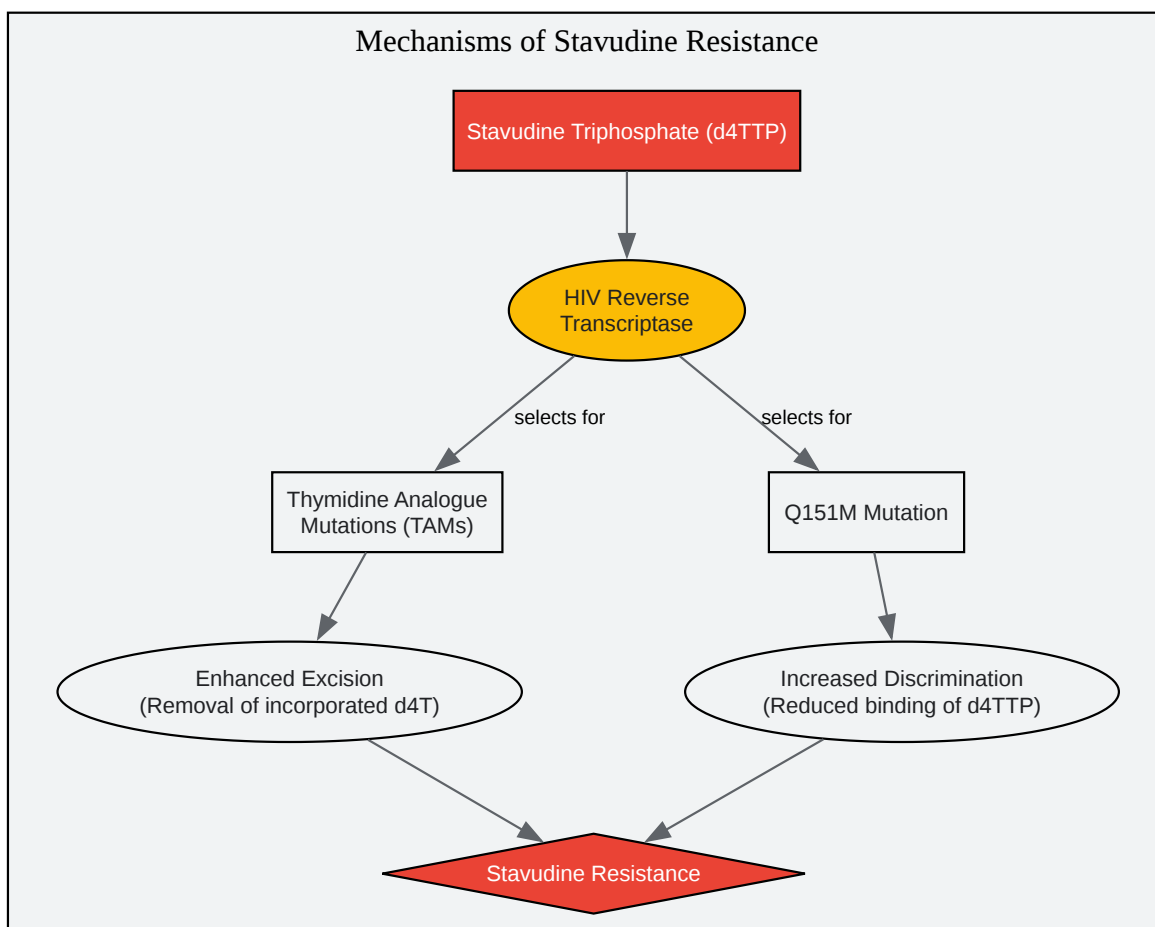 Mechanisms of Stavudine Resistance
Stavudine Triphosphate (d4TTP)
HIV Reverse
Transcriptase
selects for
selects for
Thymidine Analogue
Mutations (TAMs)
Q151M Mutation
Enhanced Excision
(Removal of incorporated d4T)
Increased Discrimination
(Reduced binding of d4TTP)
Stavudine Resistance